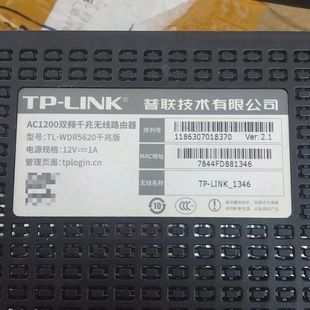 TP-LINK 普联技术有限公司
AC1200双频千兆无线路由器
型号:TL-WDR5620千兆版
电源规格:12V⎓1A
管理页面:tplogin.cn
序列号 1186307018370 Ver:2.1
MAC地址 7844FD881346
无线名称 TP-LINK_1346
10